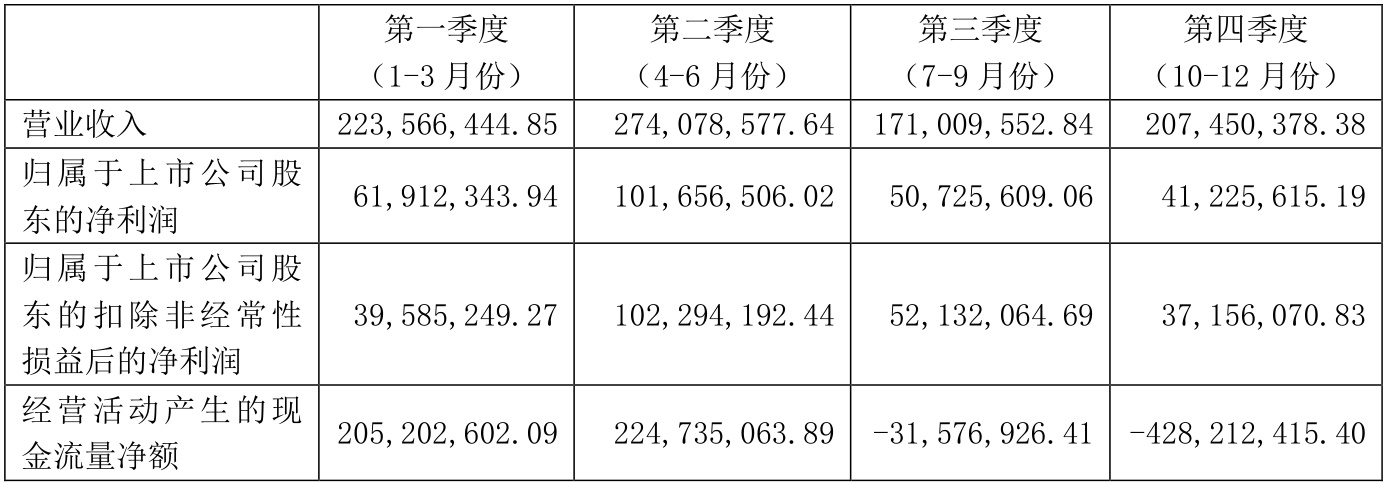 第一季度 第二季度 第三季度 第四季度
（1-3 月份） （4-6 月份） （7-9 月份） （10-12 月份）
营业收入 223,566,444.85 274,078,577.64 171,009,552.84 207,450,378.38
归属于上市公司股
东的净利润 61,912,343.94 101,656,506.02 50,725,609.06 41,225,615.19
归属于上市公司股
东的扣除非经常性 39,585,249.27 102,294,192.44 52,132,064.69 37,156,070.83
损益后的净利润
经营活动产生的现
金流量净额 205,202,602.09 224,735,063.89 -31,576,926.41 -428,212,415.40